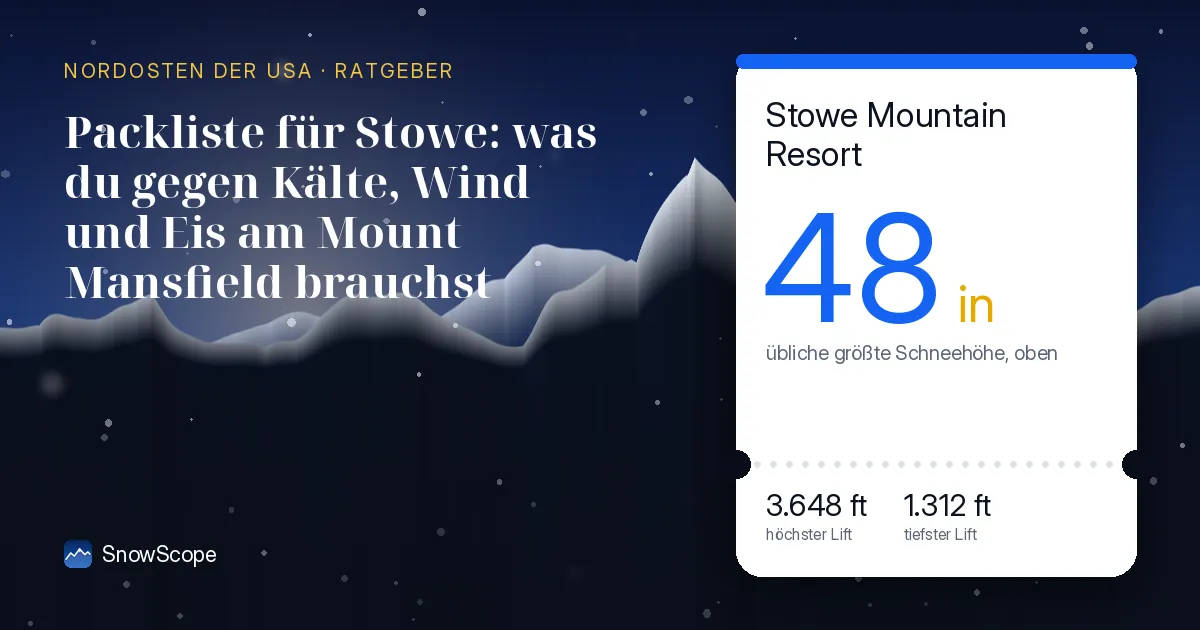 NORDOSTEN DER USA · RATGEBER
Packliste für Stowe: was
du gegen Kälte, Wind
und Eis am Mount
Mansfield brauchst
SnowScope
Stowe Mountain
Resort
48 in
übliche größte Schneehöhe, oben
3.648 ft
höchster Lift
1.312 ft
tiefster Lift